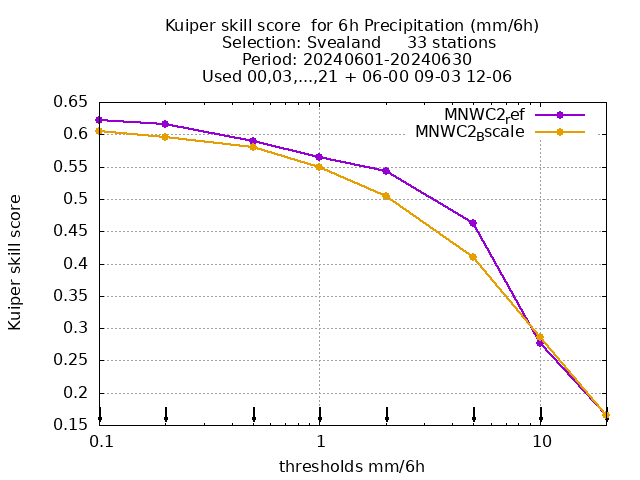 Kuiper skill score  for 6h Precipitation (mm/6h)
Selection: Svealand     33 stations
Period: 20240601-20240630
Used 00,03,...,21 + 06-00 09-03 12-06
MNWC2ref
MNWC2Bscale
0.65
0.6
0.55
0.5
0.45
0.4
0.35
0.3
0.25
0.2
0.15
0.1
1
10
Kuiper skill score
thresholds mm/6h